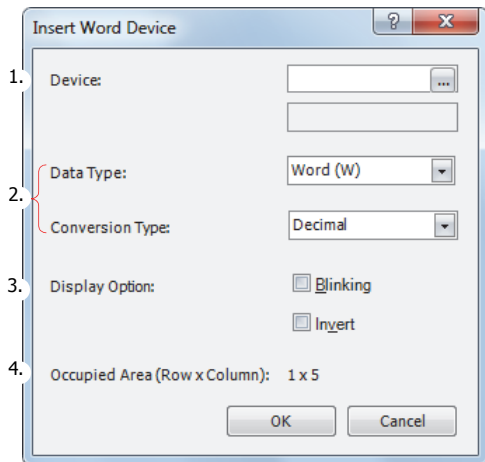 Insert Word Device
?
X
1. Device: ...
2.
Data Type: Word (W)
Conversion Type: Decimal
3. Display Option: Blinking
Invert
4. Occupied Area (Row x Column): 1 x 5
OK Cancel